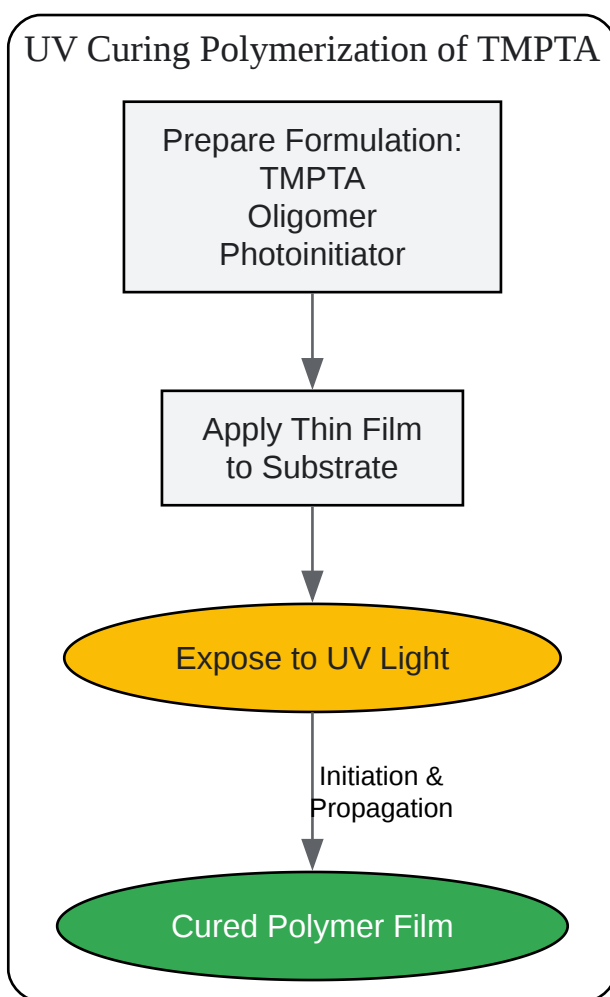 UV Curing Polymerization of TMPTA
Prepare Formulation:
TMPTA
Oligomer
Photoinitiator
Apply Thin Film
to Substrate
Expose to UV Light
Initiation &
Propagation
Cured Polymer Film